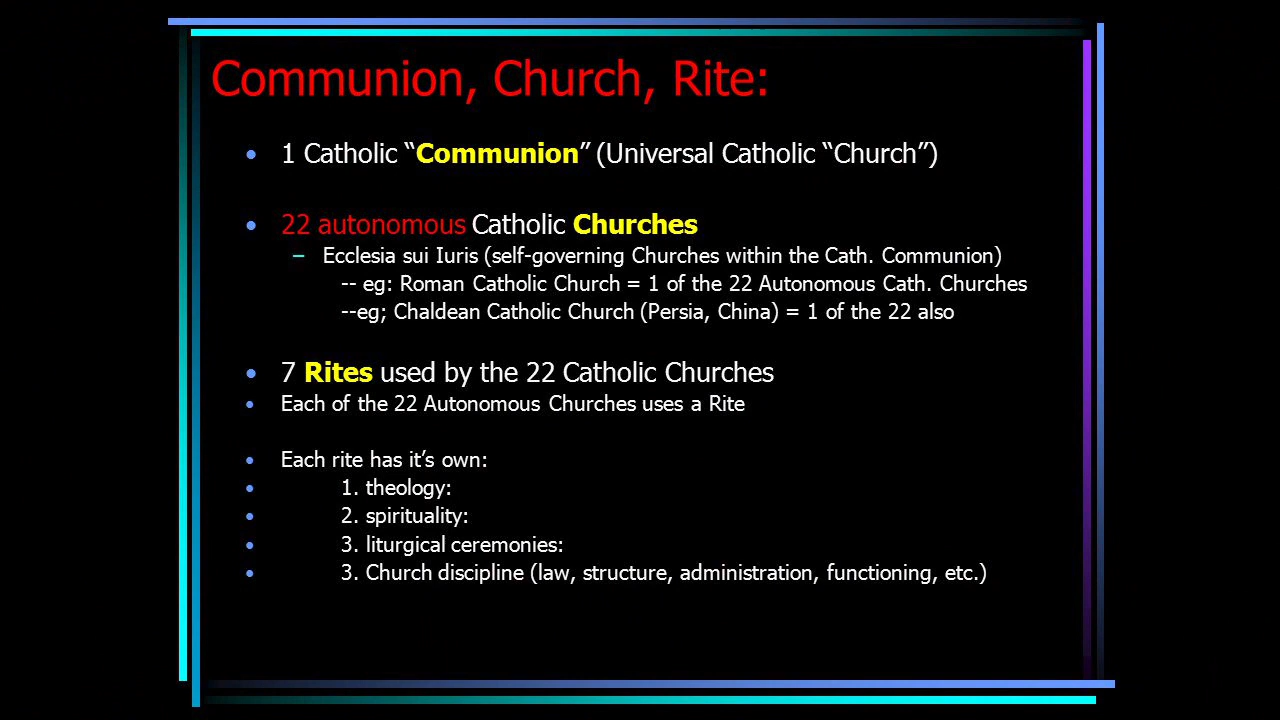 Communion, Church, Rite:
• 1 Catholic “Communion” (Universal Catholic “Church”)
• 22 autonomous Catholic Churches
– Ecclesia sui Iuris (self-governing Churches within the Cath. Communion)
-- eg: Roman Catholic Church = 1 of the 22 Autonomous Cath. Churches
--eg; Chaldean Catholic Church (Persia, China) = 1 of the 22 also
• 7 Rites used by the 22 Catholic Churches
• Each of the 22 Autonomous Churches uses a Rite
• Each rite has it’s own:
• 1. theology:
• 2. spirituality:
• 3. liturgical ceremonies:
• 3. Church discipline (law, structure, administration, functioning, etc.)